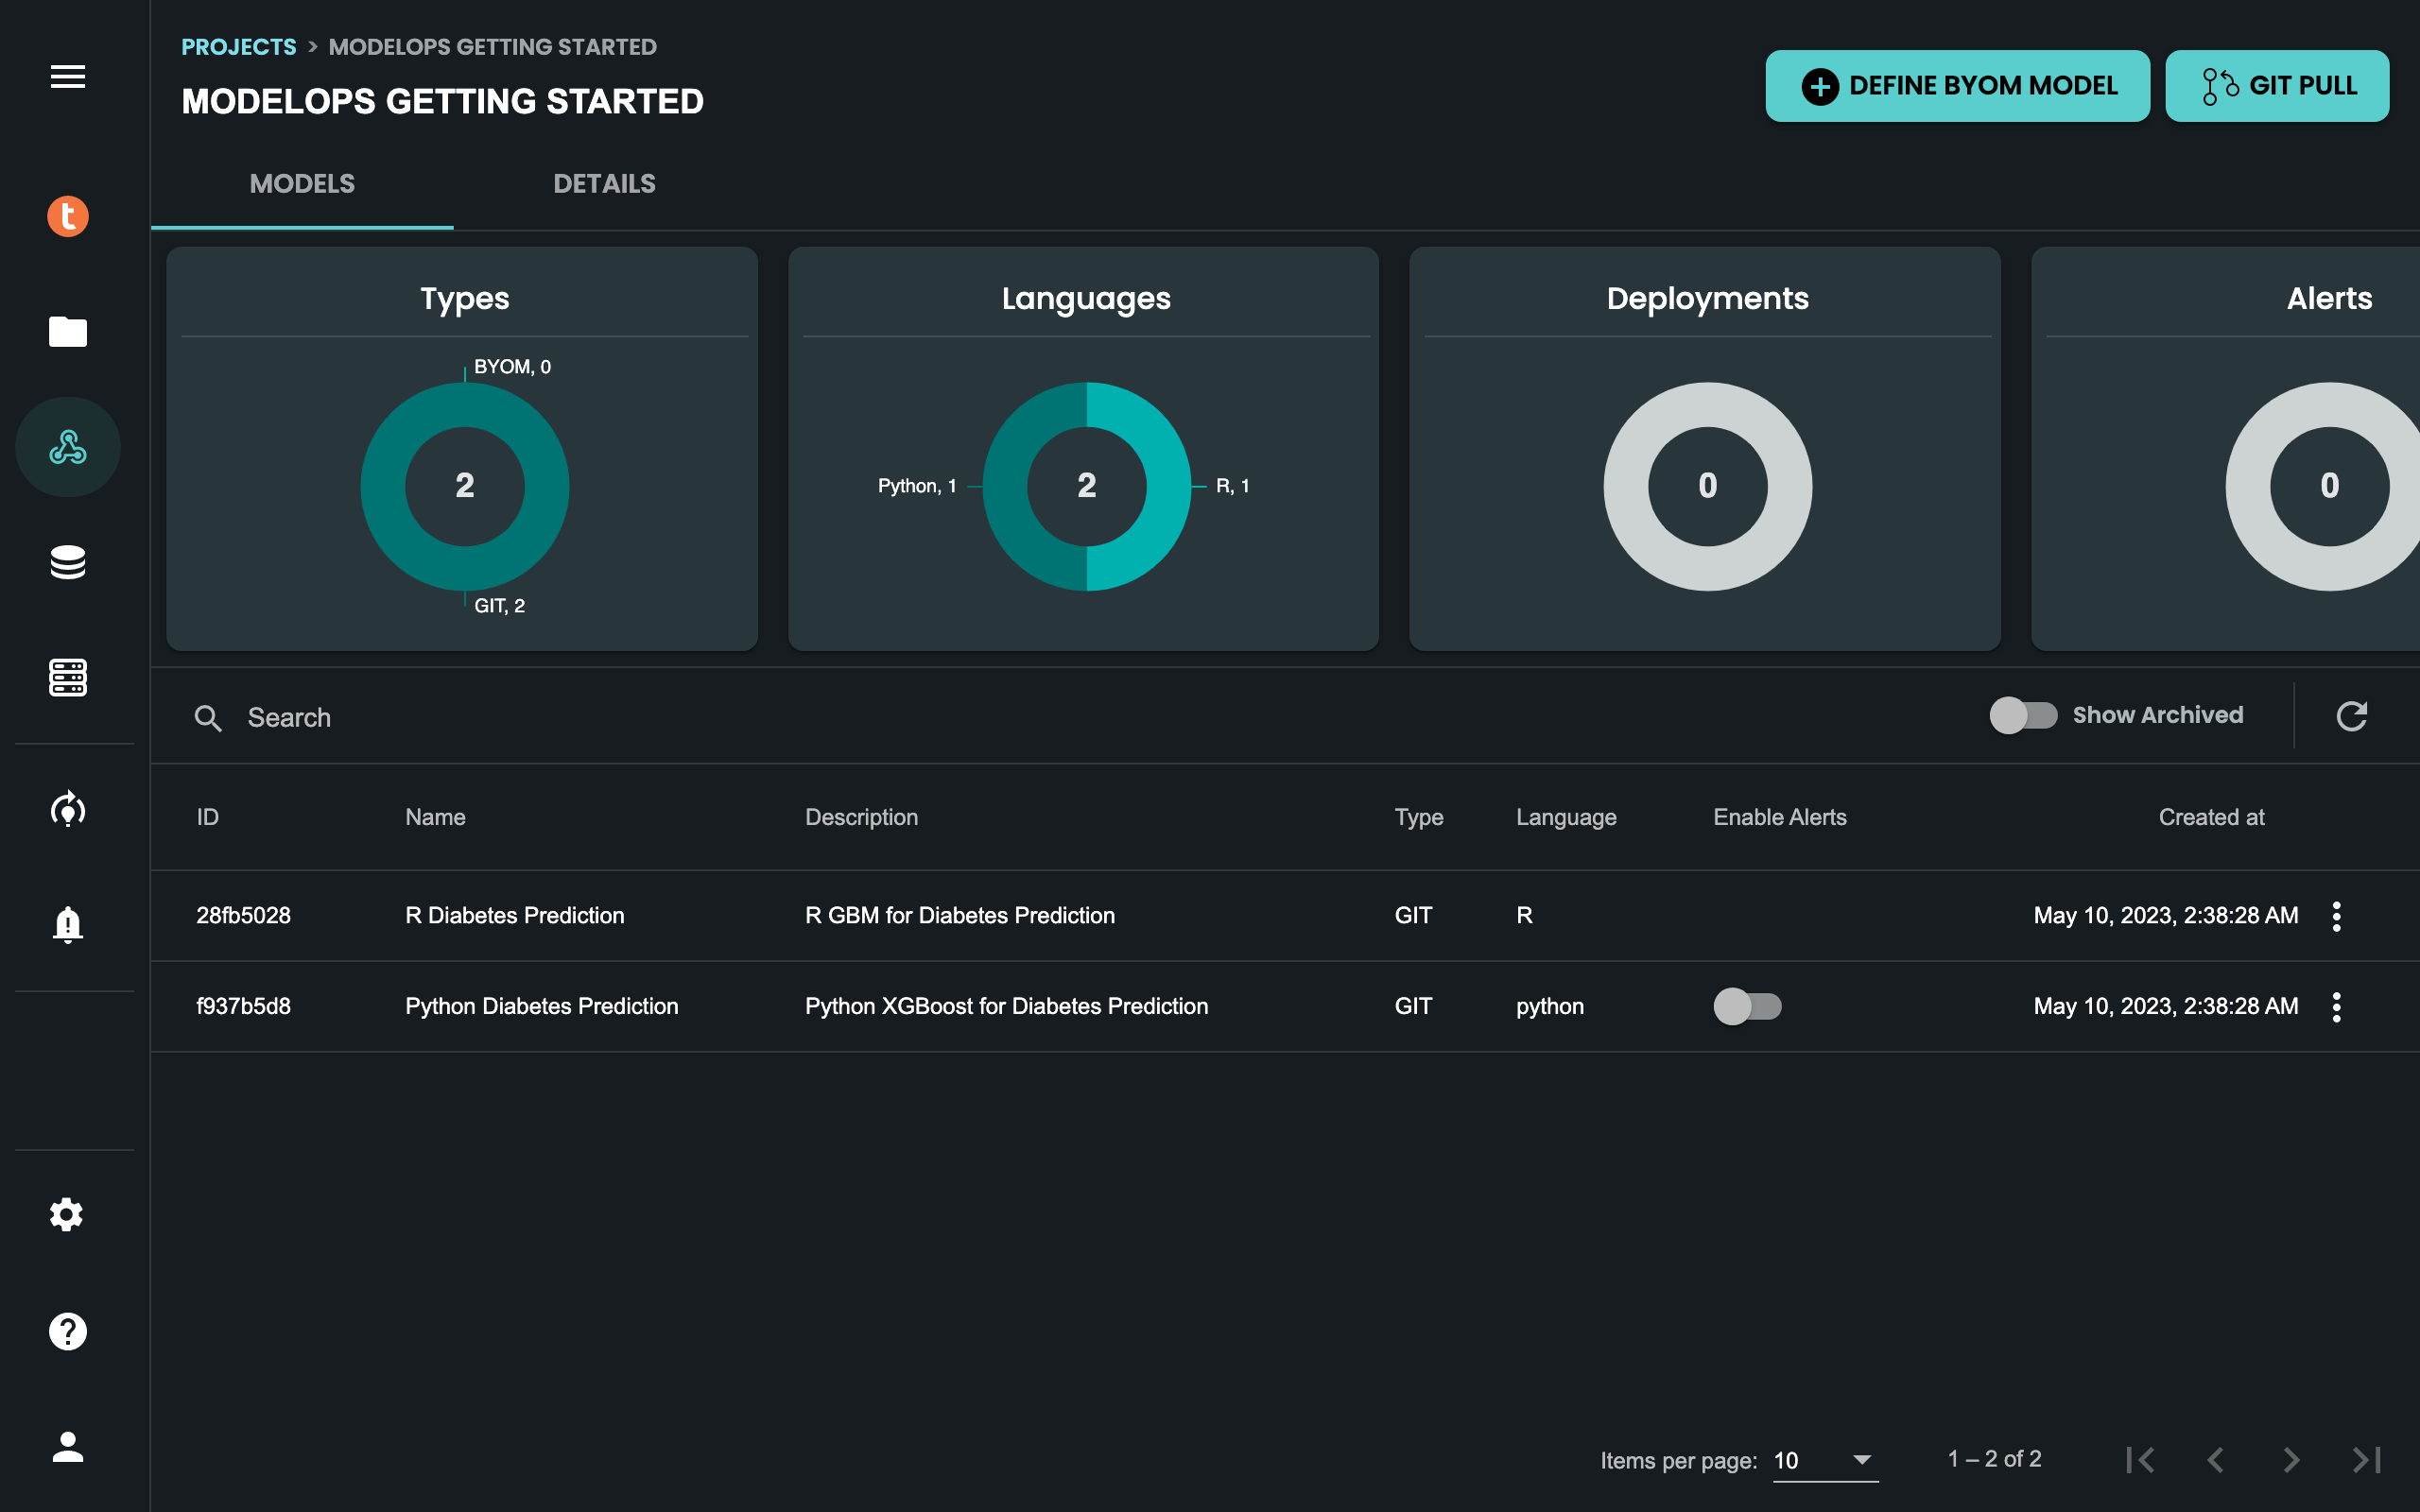 PROJECTS > MODELOPS GETTING STARTED
MODELOPS GETTING STARTED
DEFINE BYOM MODEL
GIT PULL
MODELS DETAILS
t
Types
BYOM, 0
2
GIT, 2
Languages
Python, 1
2
R, 1
Deployments
0
Alerts
0
Search
Show Archived
ID Name Description Type Language Enable Alerts Created at
28fb5028 R Diabetes Prediction R GBM for Diabetes Prediction GIT R May 10, 2023, 2:38:28 AM
f937b5d8 Python Diabetes Prediction Python XGBoost for Diabetes Prediction GIT python May 10, 2023, 2:38:28 AM
Items per page: 10 1 – 2 of 2